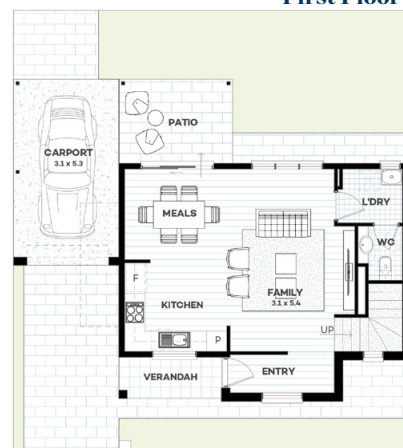 First Floor
PATIO
CARPORT
3.1 x 5.3
L'DRY
MEALS
WC
F
FAMILY
3.1 x 5.4
KITCHEN
UP
P
VERANDAH
ENTRY